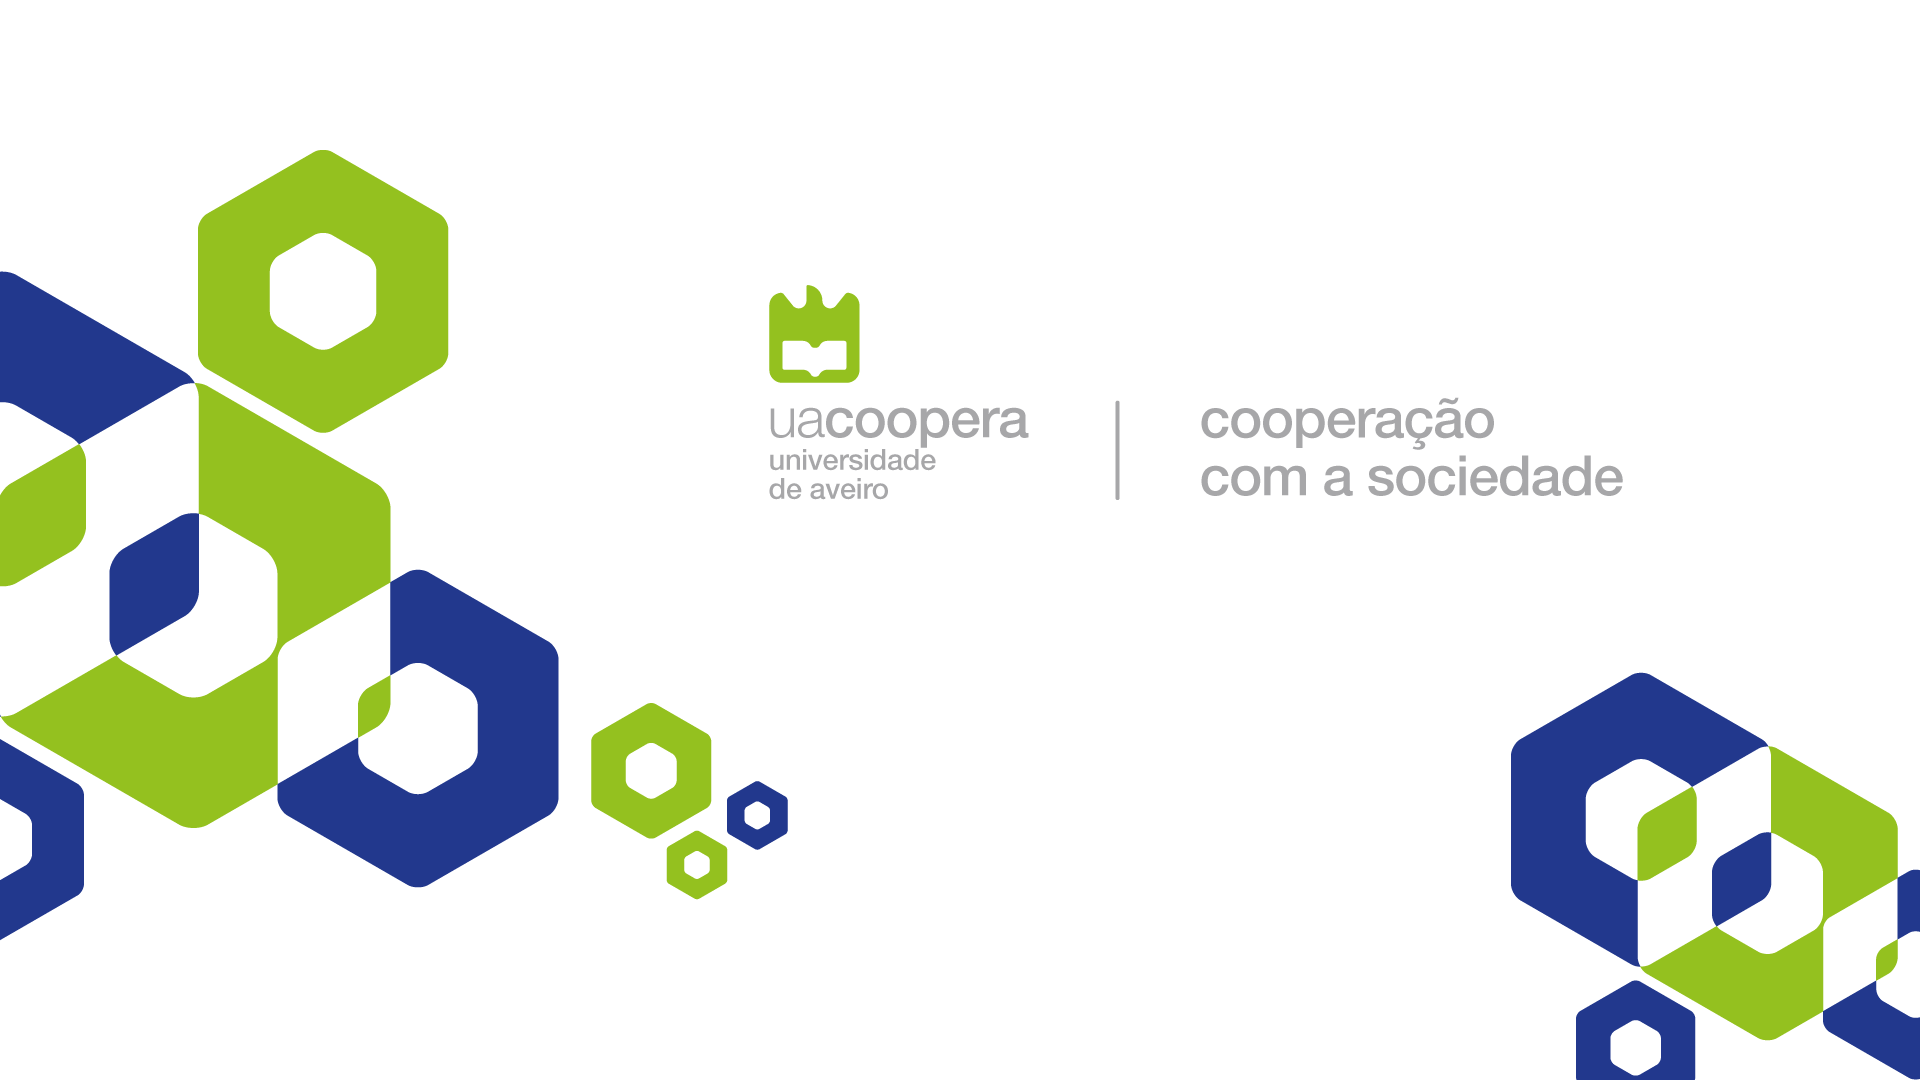 uacoopera
universidade
de aveiro
cooperação
com a sociedade